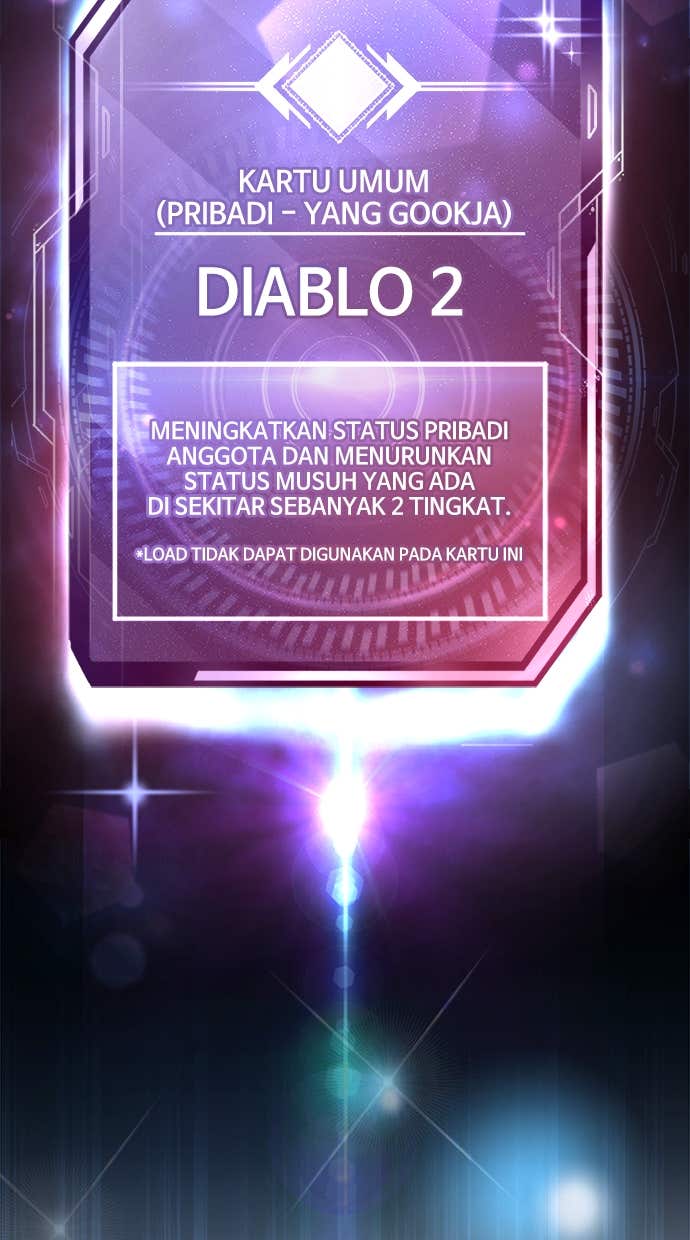 KARTU UMUM
(PRIBADI - YANG GOOKJA)
DIABLO 2
MENINGKATKAN STATUS PRIBADI
ANGGOTA DAN MENURUNKAN
STATUS MUSUH YANG ADA
DI SEKITAR SEBANYAK 2 TINGKAT.
*LOAD TIDAK DAPAT DIGUNAKAN PADA KARTU INI